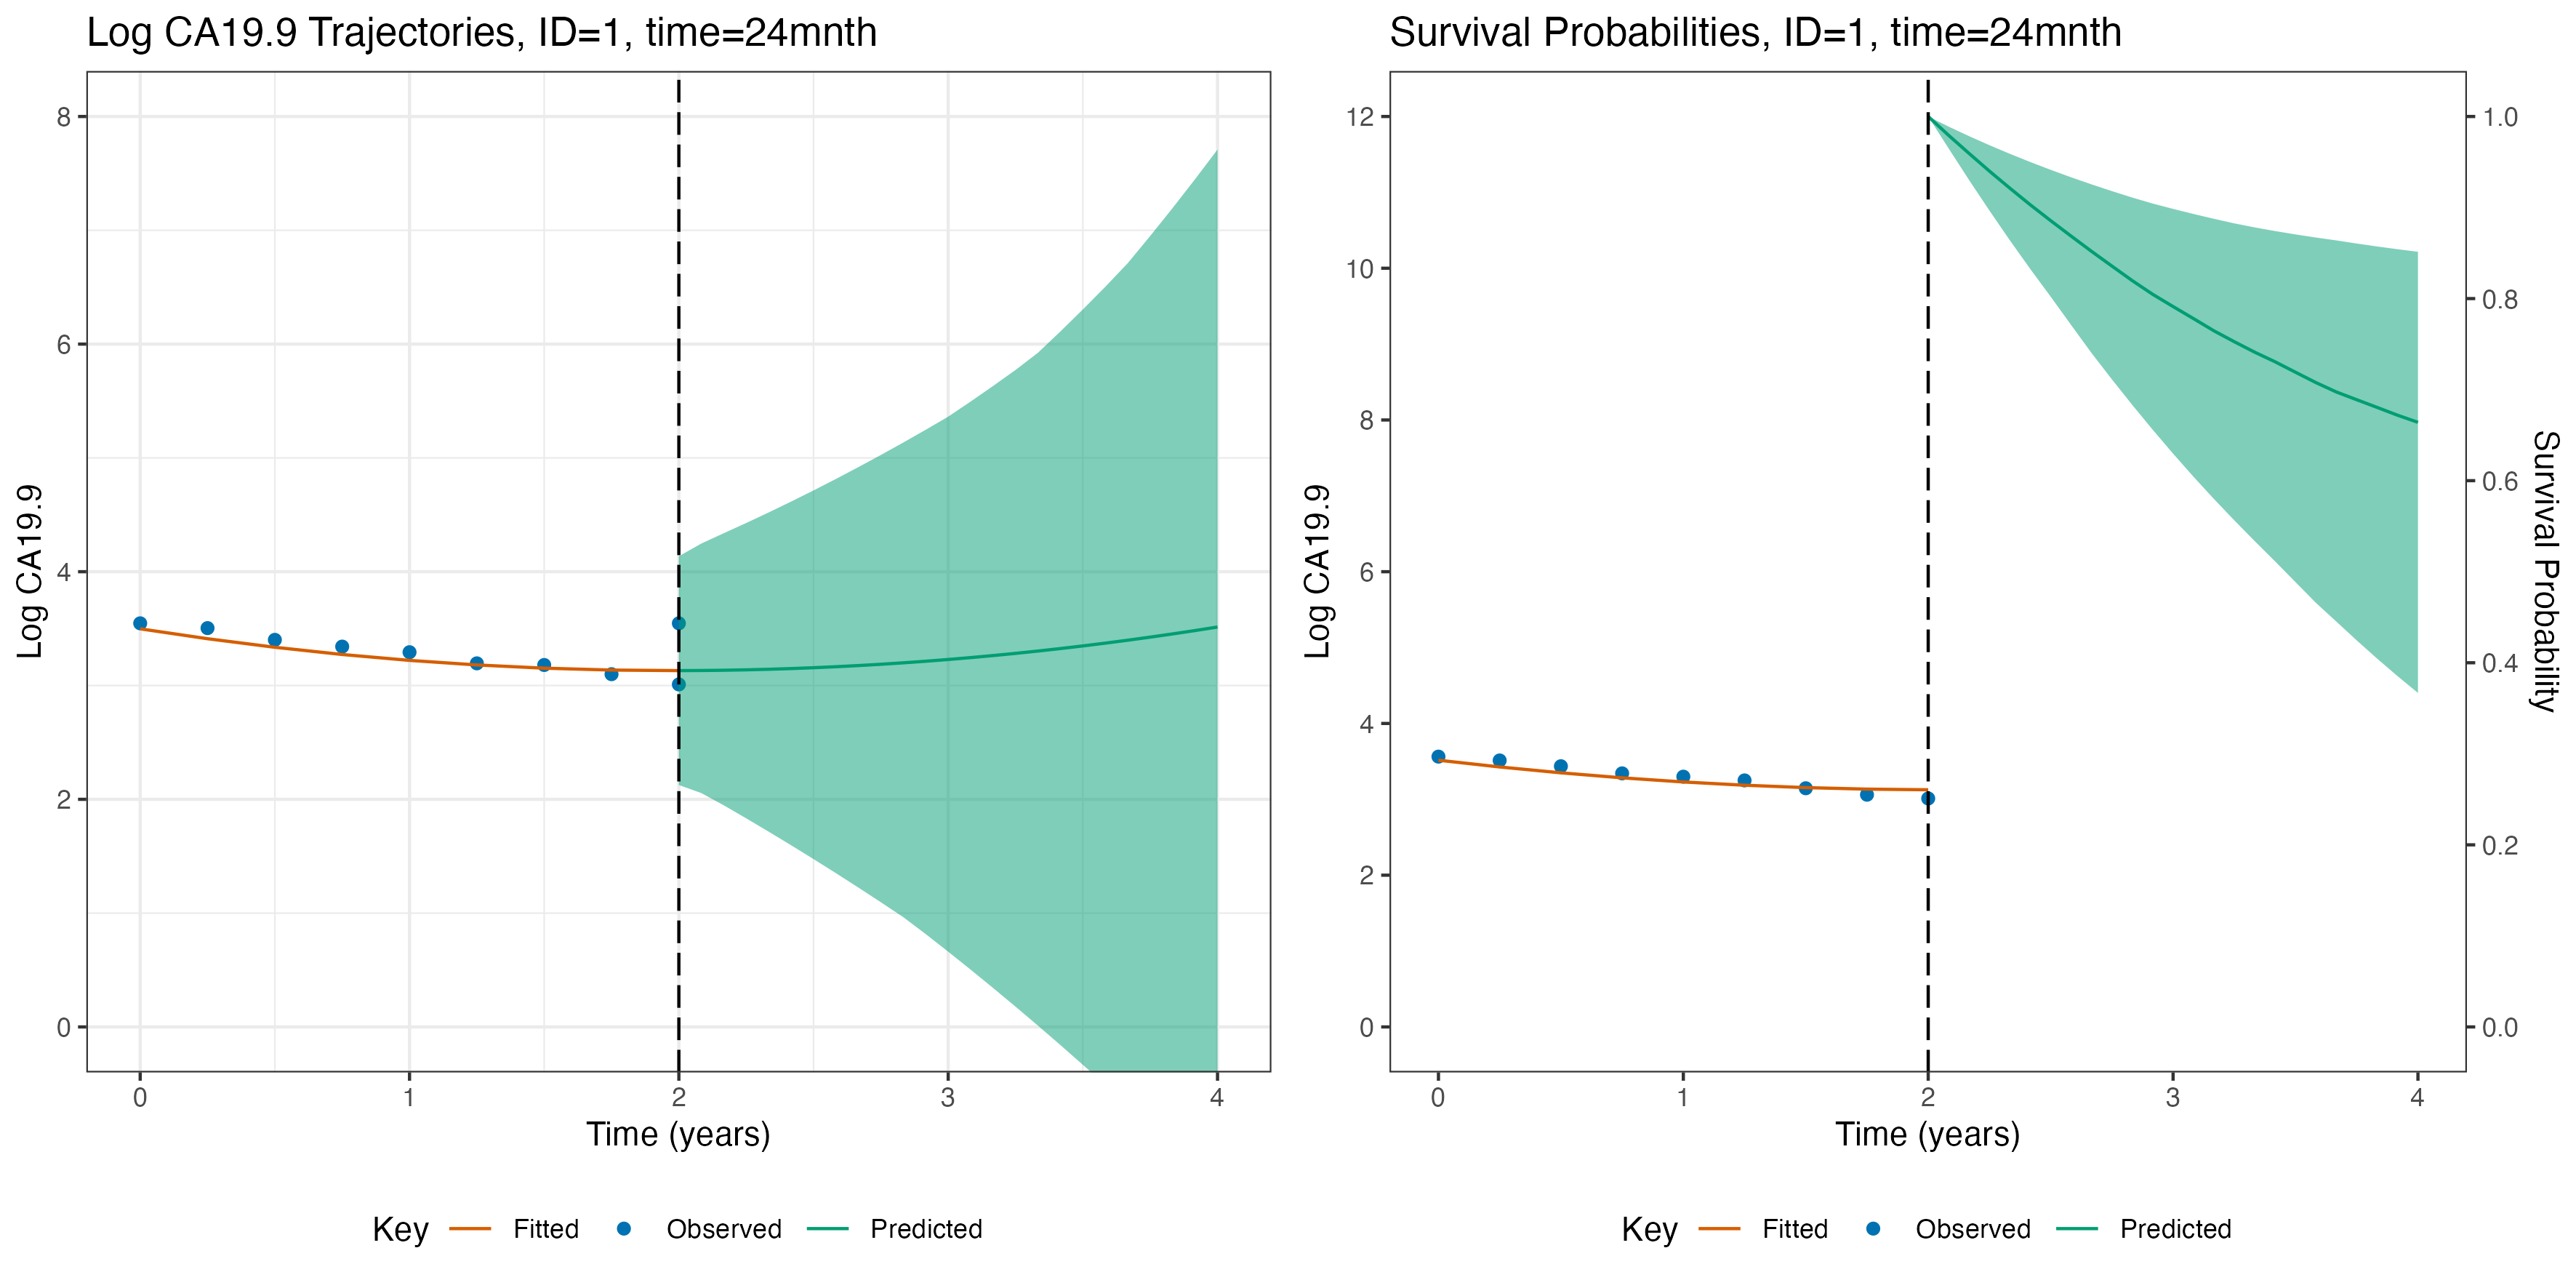 Log CA19.9 Trajectories, ID=1, time=24mnth
8
6
4
2
0
Log CA19.9
0 1 2 3 4
Time (years)
Key Fitted Observed Predicted
Survival Probabilities, ID=1, time=24mnth
12
10
8
6
4
2
0
Log CA19.9
1.0
0.8
0.6
0.4
0.2
0.0
Survival Probability
0 1 2 3 4
Time (years)
Key Fitted Observed Predicted